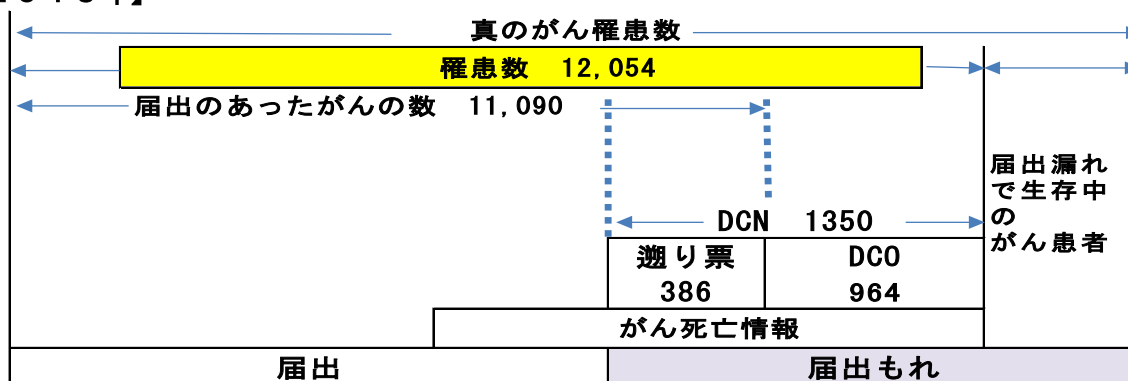 真のがん罹患数
罹患数 12,054
届出のあったがんの数 11,090
届出漏れ
で生存中
の
がん患者
DCN 1350
遡り票
386
DCO
964
がん死亡情報
届出
届出もれ